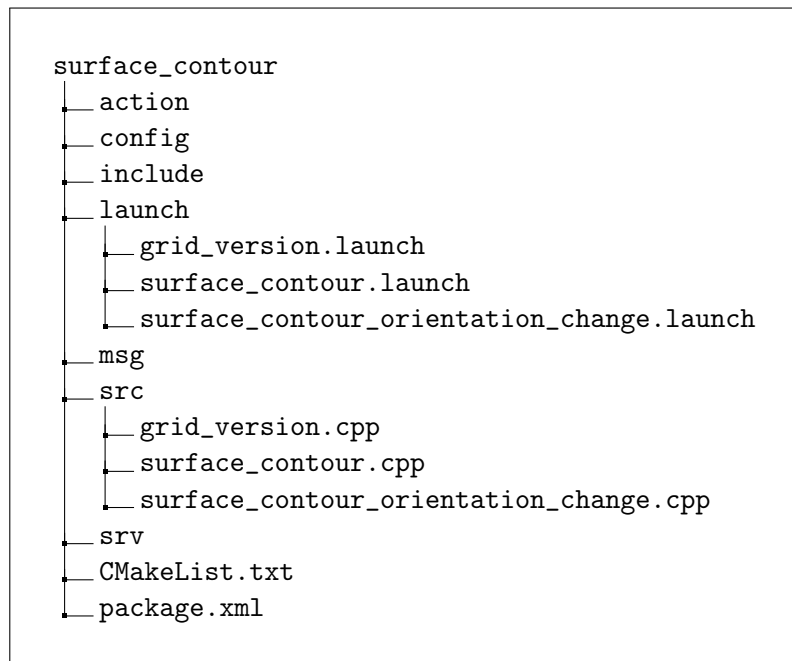 surface_contour
action
config
include
launch
grid_version.launch
surface_contour.launch
surface_contour_orientation_change.launch
msg
src
grid_version.cpp
surface_contour.cpp
surface_contour_orientation_change.cpp
srv
CMakeList.txt
package.xml